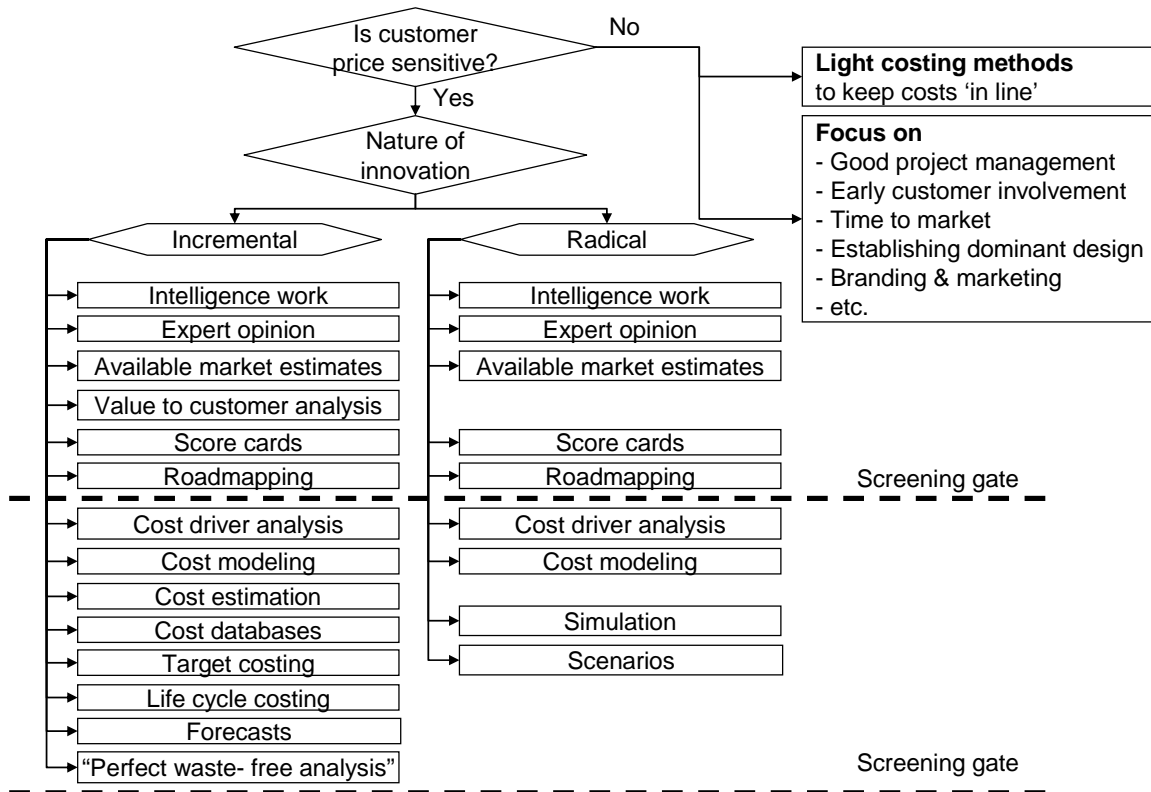 Is customer
price sensitive?
No
Yes
Light costing methods
to keep costs ‘in line’
Focus on
- Good project management
- Early customer involvement
- Time to market
- Establishing dominant design
- Branding & marketing
- etc.
Nature of
innovation
Incremental
Radical
Intelligence work
Expert opinion
Available market estimates
Value to customer analysis
Score cards
Roadmapping
Intelligence work
Expert opinion
Available market estimates
Score cards
Roadmapping
Screening gate
Cost driver analysis
Cost modeling
Cost estimation
Cost databases
Target costing
Life cycle costing
Forecasts
“Perfect waste- free analysis”
Cost driver analysis
Cost modeling
Simulation
Scenarios
Screening gate